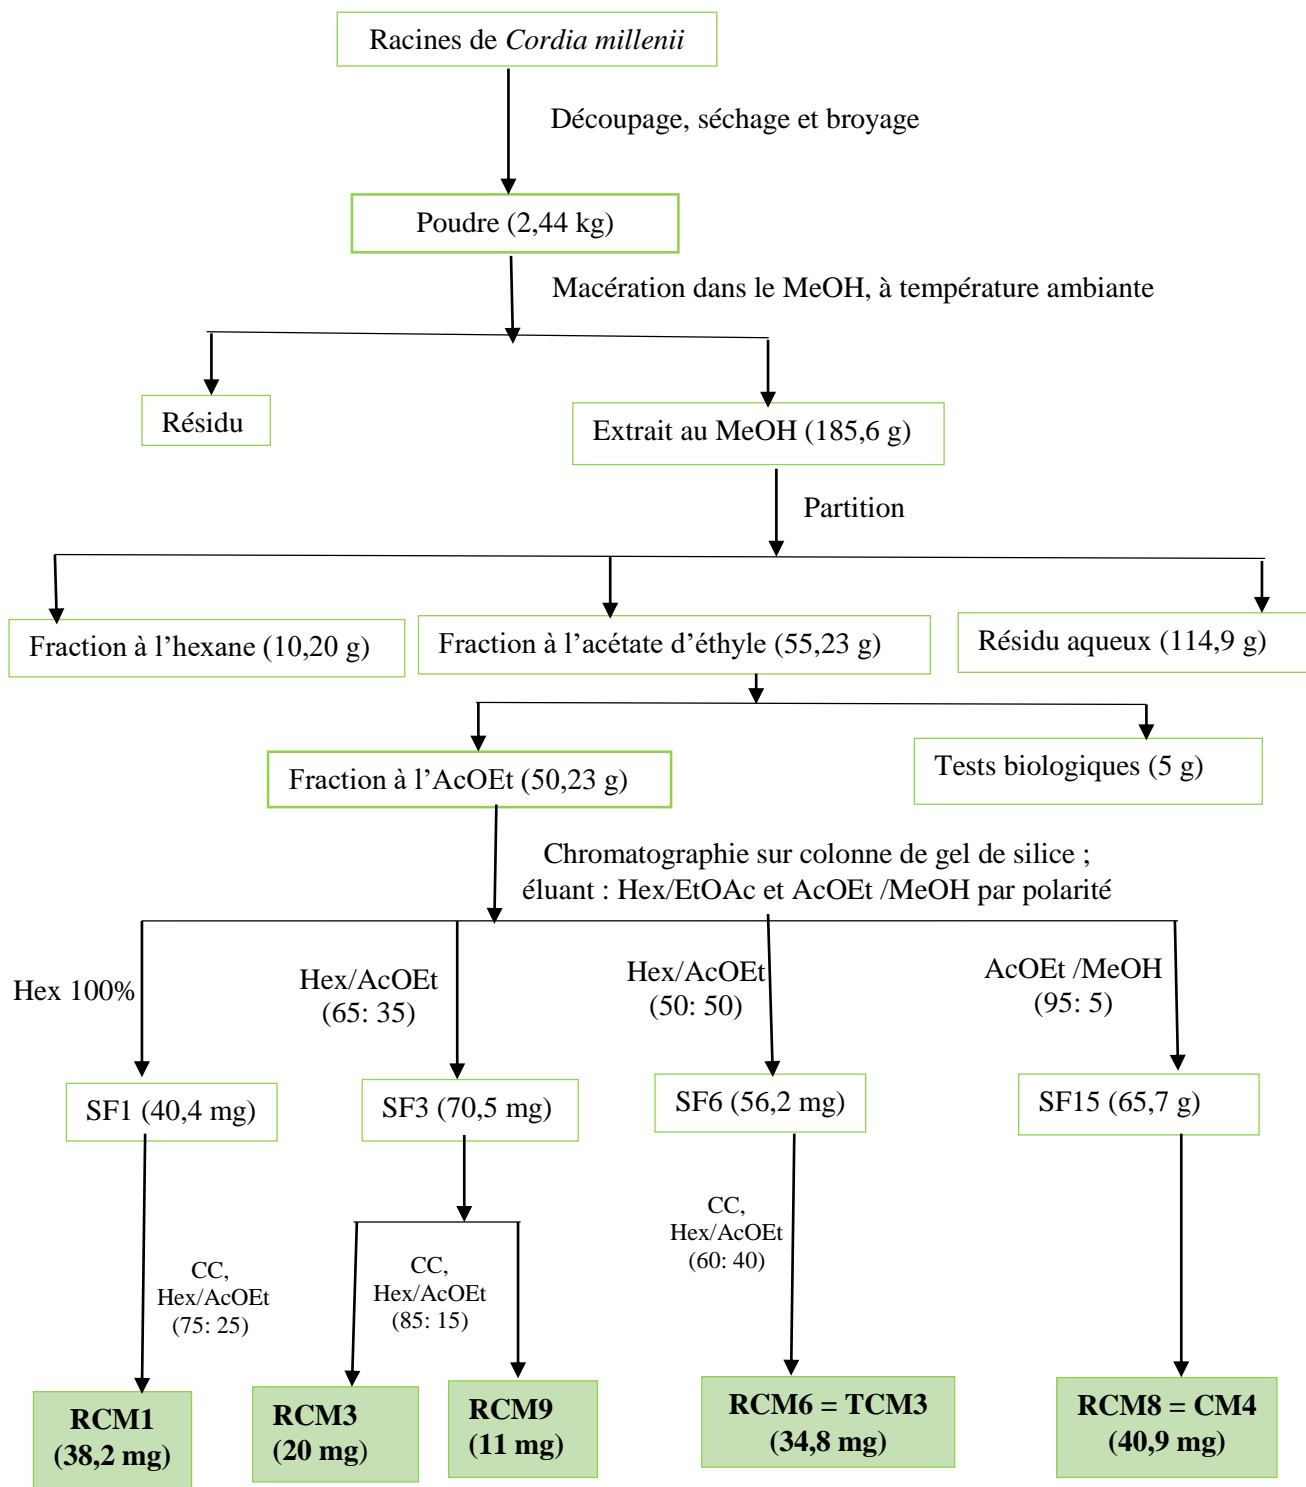 Racines de Cordia millenii
Découpage, séchage et broyage
Poudre (2,44 kg)
Macération dans le MeOH, à température ambiante
Résidu
Extrait au MeOH (185,6 g)
Partition
Fraction à l’hexane (10,20 g)
Fraction à l’acétate d’éthyle (55,23 g)
Résidu aqueux (114,9 g)
Fraction à l’AcOEt (50,23 g)
Tests biologiques (5 g)
Chromatographie sur colonne de gel de silice ;
éluant : Hex/EtOAc et AcOEt /MeOH par polarité
Hex 100%
Hex/AcOEt
(65: 35)
Hex/AcOEt
(50: 50)
AcOEt /MeOH
(95: 5)
SF1 (40,4 mg)
SF3 (70,5 mg)
SF6 (56,2 mg)
SF15 (65,7 g)
CC,
Hex/AcOEt
(75: 25)
CC,
Hex/AcOEt
(85: 15)
CC,
Hex/AcOEt
(60: 40)
RCM1
(38,2 mg)
RCM3
(20 mg)
RCM9
(11 mg)
RCM6 = TCM3
(34,8 mg)
RCM8 = CM4
(40,9 mg)